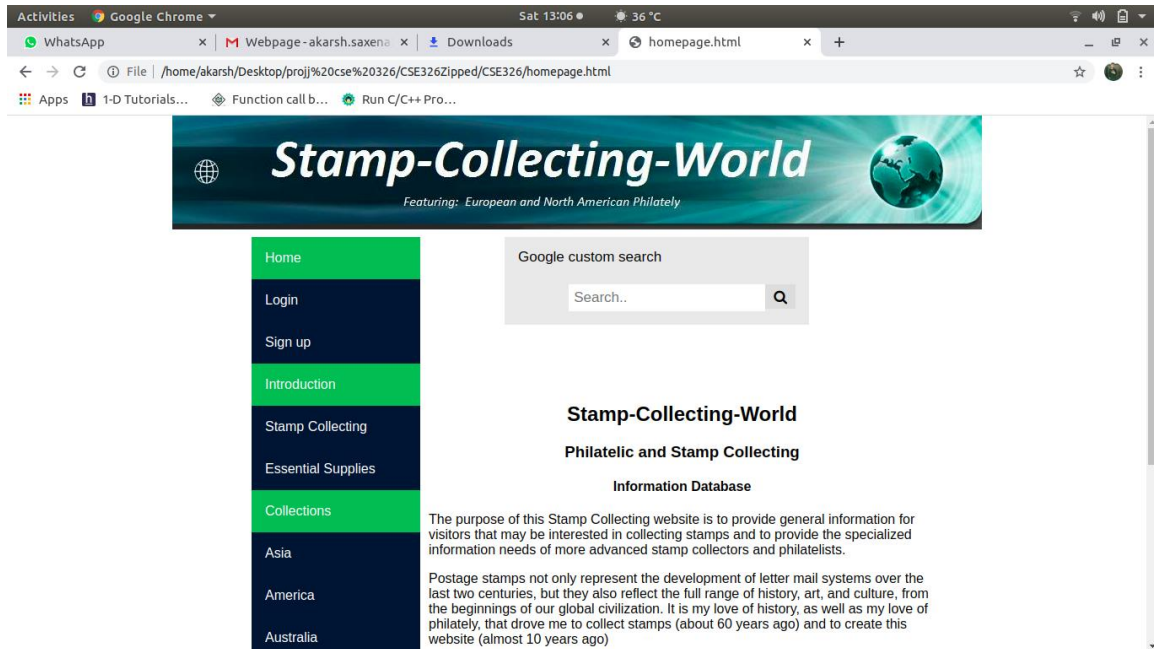 Activities Google Chrome Sat 13:06 36 °C
WhatsApp Webpage - akarsh.saxena Downloads homepage.html
File /home/akarsh/Desktop/projj%20cse%20326/CSE326Zipped/CSE326/homepage.html
Apps 1-D Tutorials... Function call b... Run C/C++ Pro...
Stamp-Collecting-World
Featuring: European and North American Philately
Home
Login
Sign up
Introduction
Stamp Collecting
Essential Supplies
Collections
Asia
America
Australia
Google custom search
Search..
Stamp-Collecting-World
Philatelic and Stamp Collecting
Information Database
The purpose of this Stamp Collecting website is to provide general information for
visitors that may be interested in collecting stamps and to provide the specialized
information needs of more advanced stamp collectors and philatelists.
Postage stamps not only represent the development of letter mail systems over the
last two centuries, but they also reflect the full range of history, art, and culture, from
the beginnings of our global civilization. It is my love of history, as well as my love of
philately, that drove me to collect stamps (about 60 years ago) and to create this
website (almost 10 years ago)